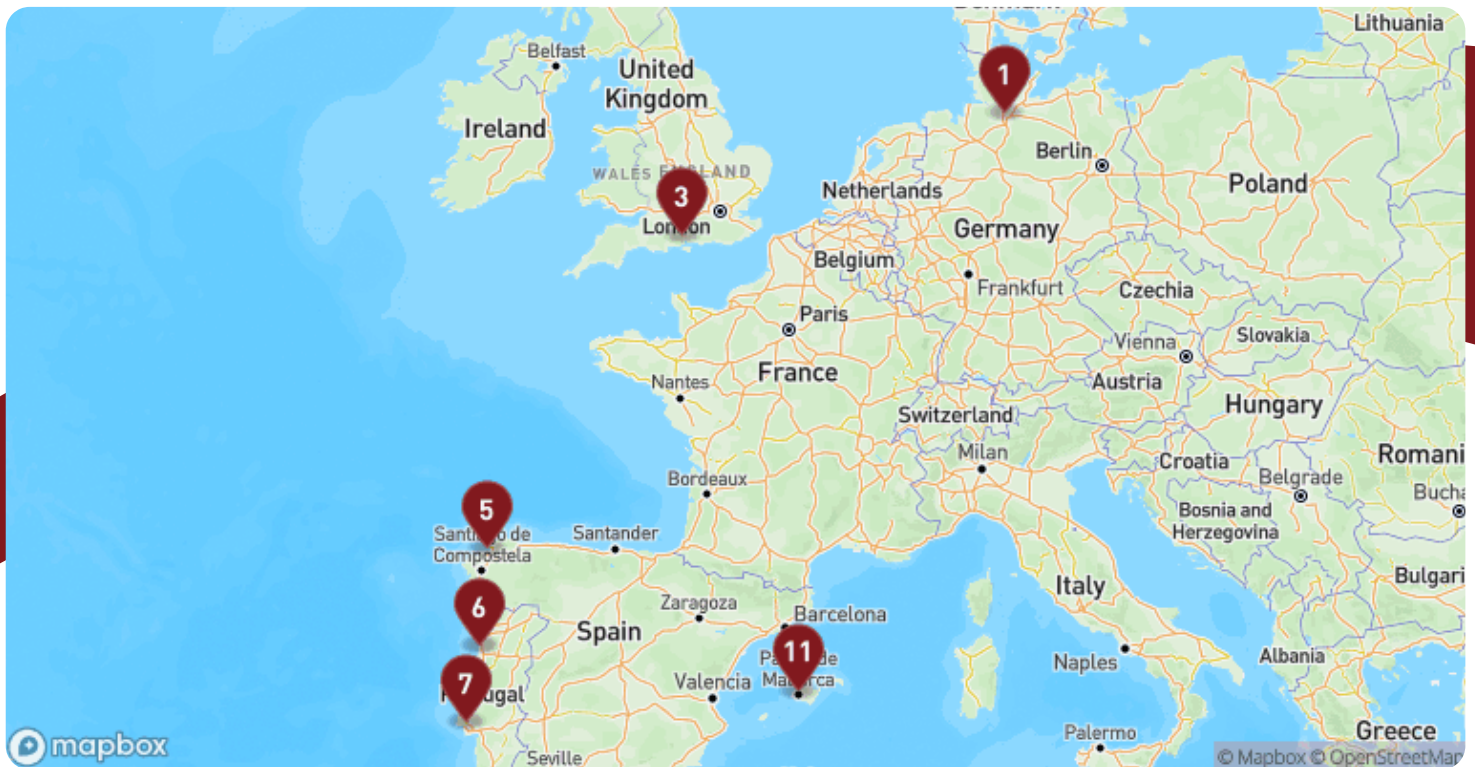 Lithuania
Belfast
United
Kingdom
1
Ireland
Berlin
WALES
Netherlands
Poland
3
London
Germany
Belgium
Frankfurt
Czechia
Paris
Slovakia
Vienna
France
Austria
Nantes
Switzerland
Hungary
Milan
Croatia
Romani
Bordeaux
Belgrade
Buch
5
Bosnia and
Herzegovina
Santander
Compostela
Bulgari
Italy
6
Zaragoza
Barcelona
Spain
11
Albania
Naples
7
Valencia
Palermo
Greece
Seville
mapbox
© Mapbox © OpenStreetMap